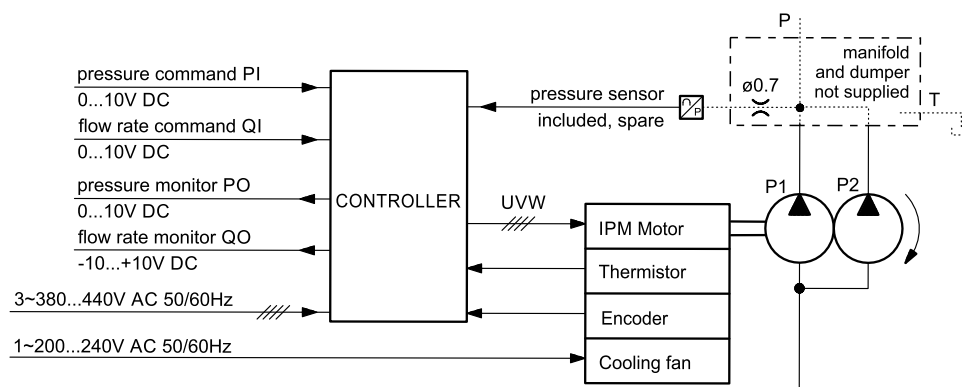 P
manifold
and dumper
not supplied
ø0.7
T
pressure command PI
0...10V DC
flow rate command QI
0...10V DC
pressure monitor PO
0...10V DC
flow rate monitor QO
-10...+10V DC
3~380...440V AC 50/60Hz
1~200...240V AC 50/60Hz
CONTROLLER
pressure sensor
included, spare
P
UVW
P1
P2
IPM Motor
Thermistor
Encoder
Cooling fan